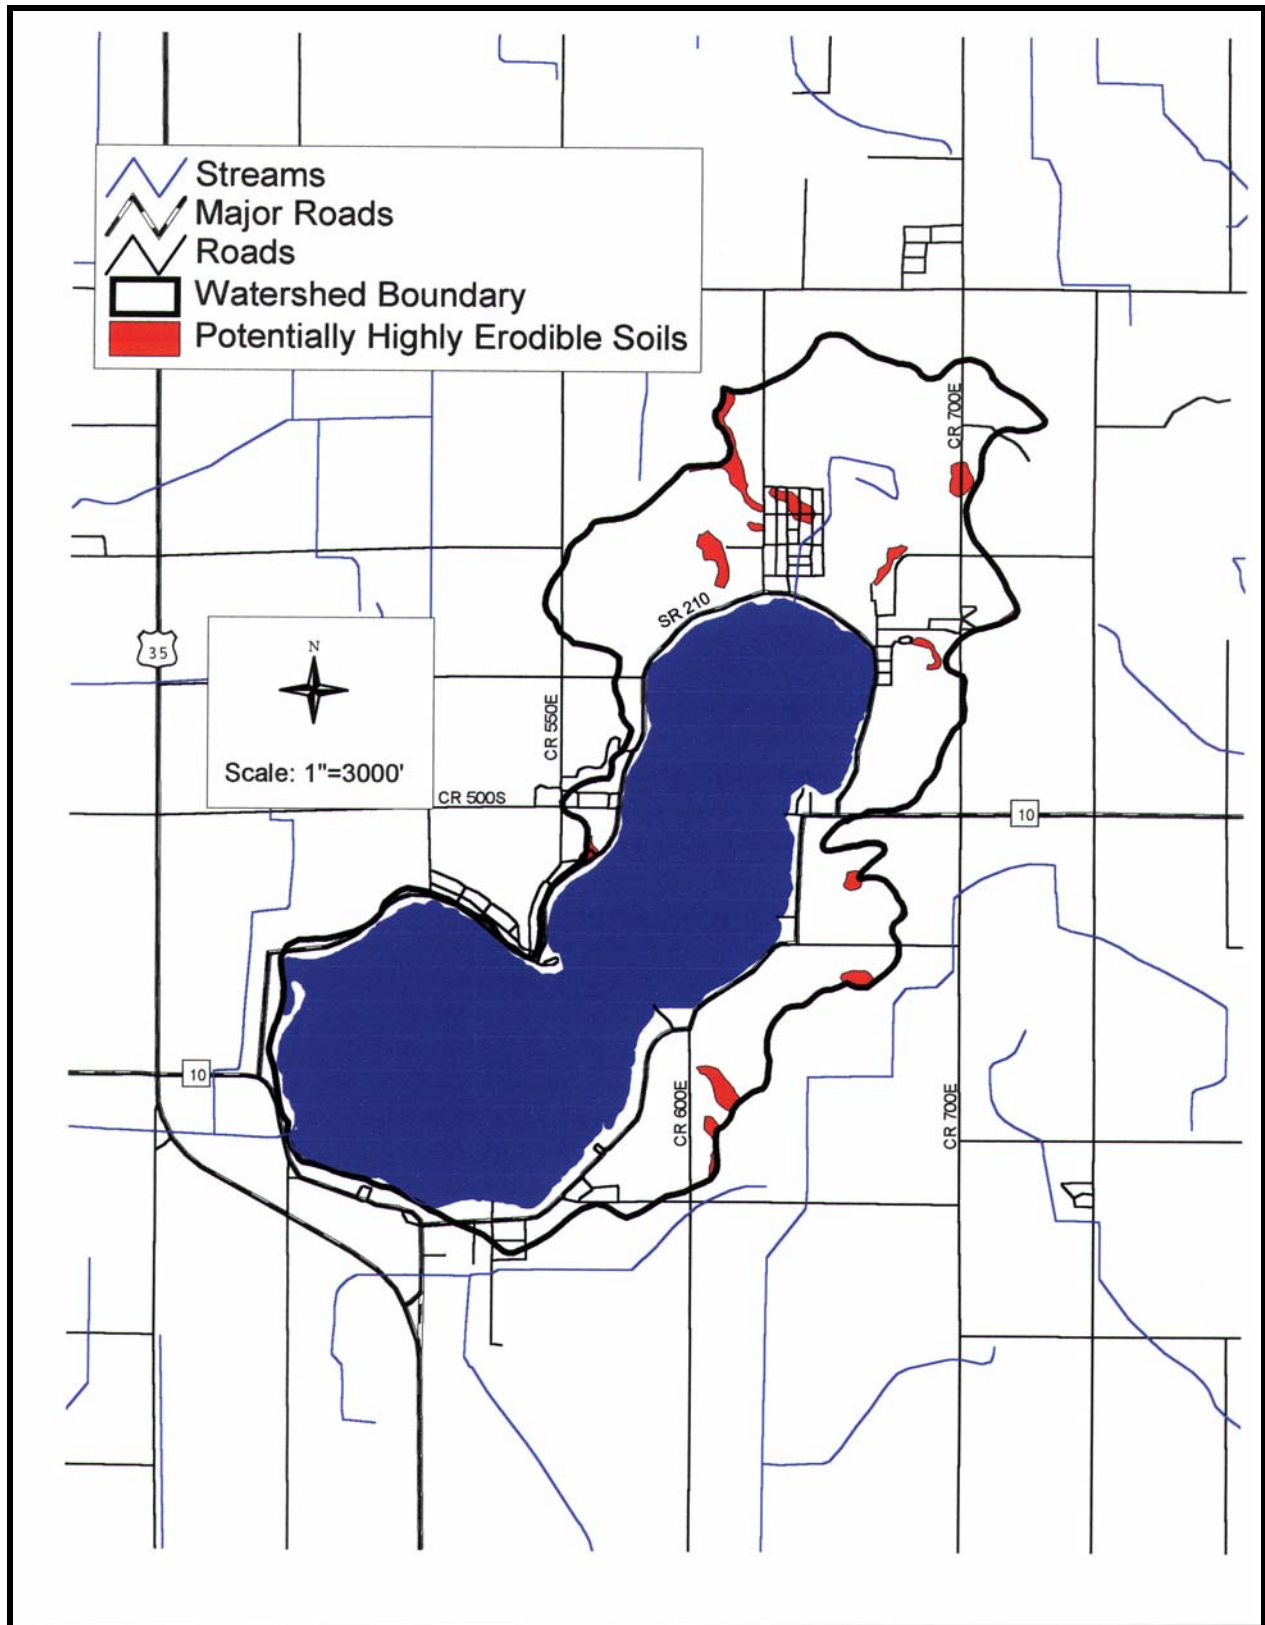 Streams
Major Roads
Roads
Watershed Boundary
Potentially Highly Erodible Soils
CR 700E
SR 210
35
N
Scale: 1"=3000'
CR 550E
CR 500S
10
10
CR 600E
CR 700E